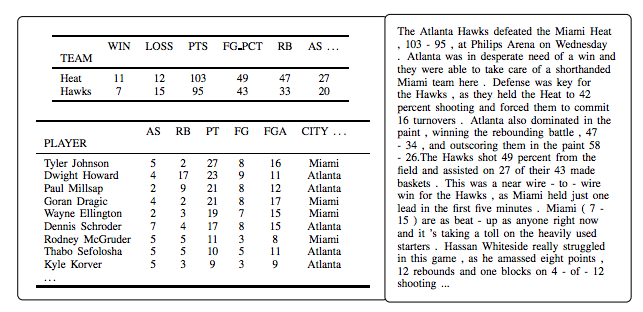 WIN LOSS PTS FG_PCT RB AS ...
TEAM
Heat 11 12 103 49 47 27
Hawks 7 15 95 43 33 20
AS RB PT FG FGA CITY ...
PLAYER
Tyler Johnson 5 2 27 8 16 Miami
Dwight Howard 4 17 23 9 11 Atlanta
Paul Millsap 2 9 21 8 12 Atlanta
Goran Dragic 4 2 21 8 17 Miami
Wayne Ellington 2 3 19 7 15 Miami
Dennis Schroder 7 4 17 8 15 Atlanta
Rodney McGruder 5 5 11 3 8 Miami
Thabo Sefolosha 5 5 10 5 11 Atlanta
Kyle Korver 5 3 9 3 9 Atlanta
...
The Atlanta Hawks defeated the Miami Heat
, 103 - 95 , at Philips Arena on Wednesday
. Atlanta was in desperate need of a win and
they were able to take care of a shorthanded
Miami team here . Defense was key for
the Hawks , as they held the Heat to 42
percent shooting and forced them to commit
16 turnovers . Atlanta also dominated in the
paint , winning the rebounding battle , 47
- 34 , and outscoring them in the paint 58
- 26.The Hawks shot 49 percent from the
field and assisted on 27 of their 43 made
baskets . This was a near wire - to - wire
win for the Hawks , as Miami held just one
lead in the first five minutes . Miami ( 7 -
15 ) are as beat - up as anyone right now
and it 's taking a toll on the heavily used
starters . Hassan Whiteside really struggled
in this game , as he amassed eight points ,
12 rebounds and one blocks on 4 - of - 12
shooting ...